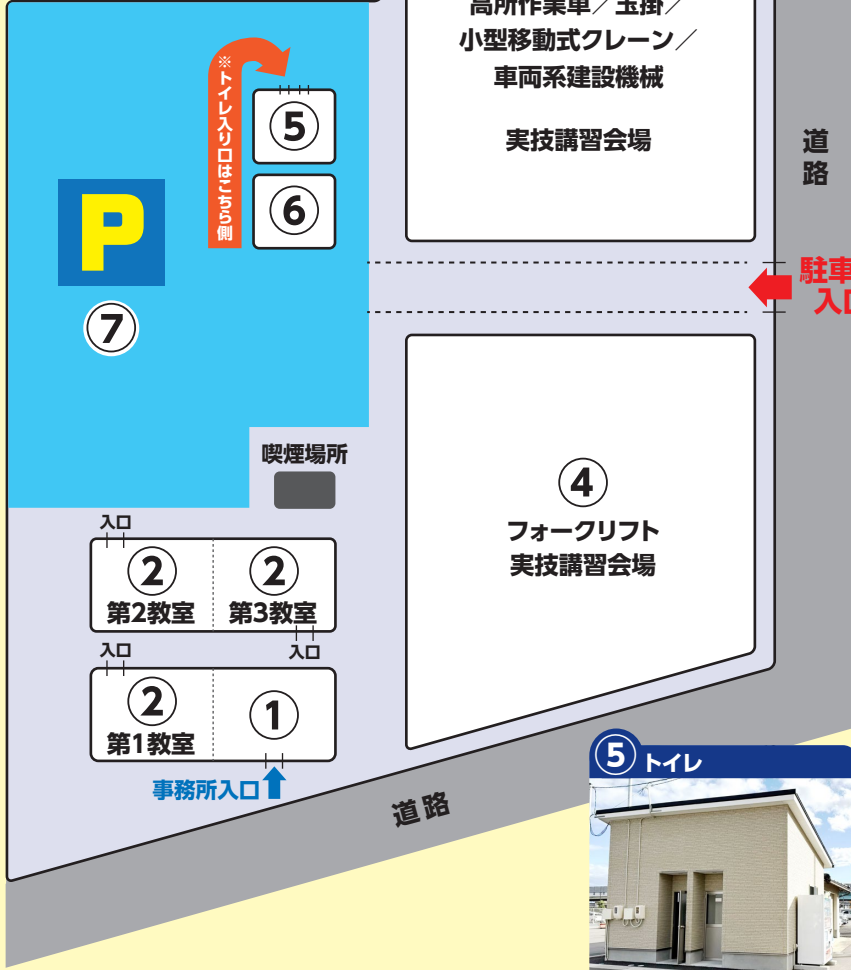 高所作業車／玉掛／
小型移動式クレーン／
車両系建設機械
実技講習会場
※トイレ入り口はこちら側
⑤
⑥
P
⑦
道路
駐車
入口
喫煙場所
④
フォークリフト
実技講習会場
入口
②
第2教室
②
第3教室
入口
入口
②
第1教室
①
事務所入口
道路
⑤ トイレ